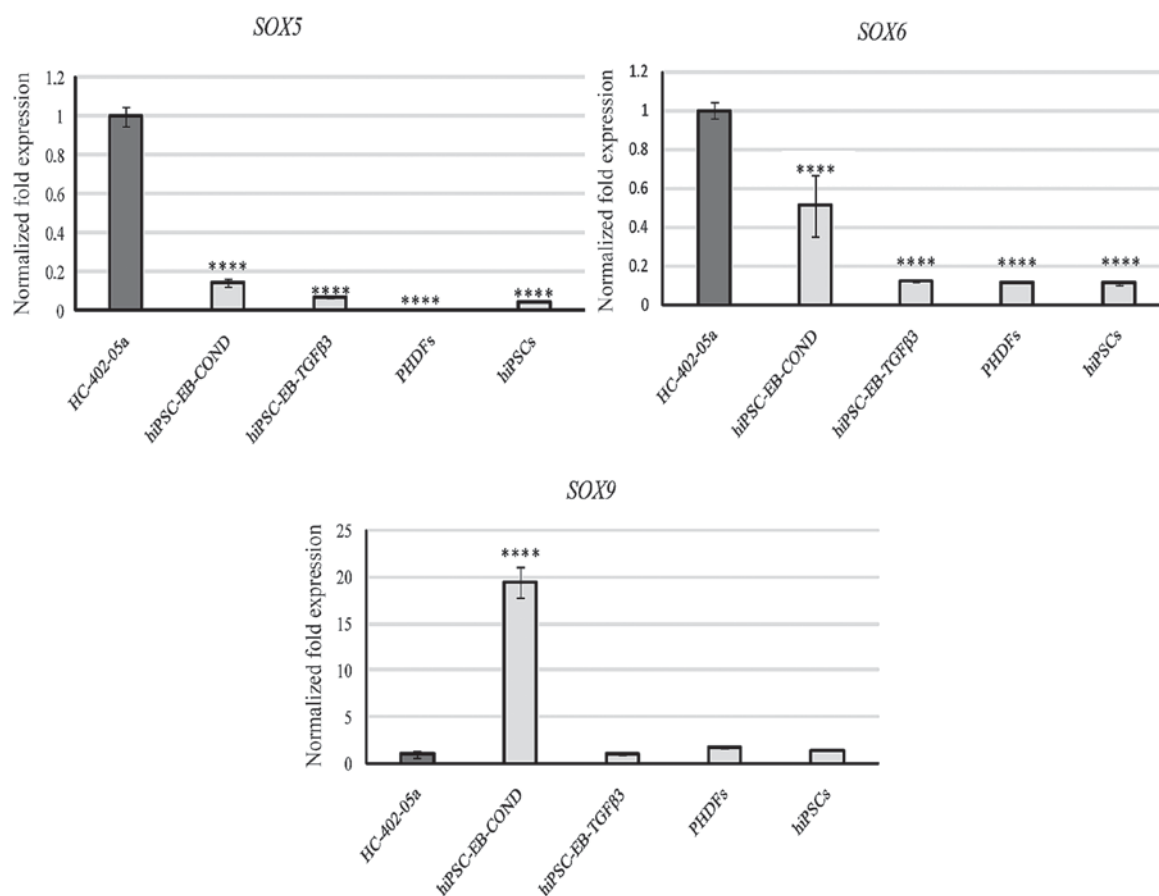 SOX5
Normalized fold expression
1.2
1
0.8
0.6
0.4
0.2
0
****
****
****
****
HC-402-05a
hiPSC-EB-COND
hiPSC-EB-TGFβ3
PHDFs
hiPSCs
SOX6
Normalized fold expression
1.2
1
0.8
0.6
0.4
0.2
0
****
****
****
****
HC-402-05a
hiPSC-EB-COND
hiPSC-EB-TGFβ3
PHDFs
hiPSCs
SOX9
Normalized fold expression
25
20
15
10
5
0
****
HC-402-05a
hiPSC-EB-COND
hiPSC-EB-TGFβ3
PHDFs
hiPSCs